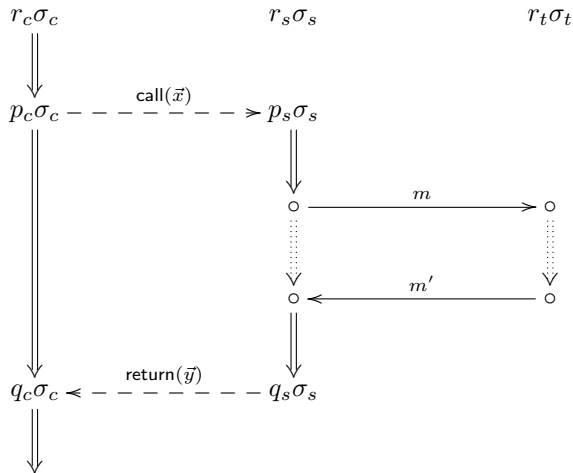 r_cσ_c r_sσ_s r_tσ_t
p_cσ_c call(x⃗) p_sσ_s
m
m′
q_cσ_c return(y⃗) q_sσ_s